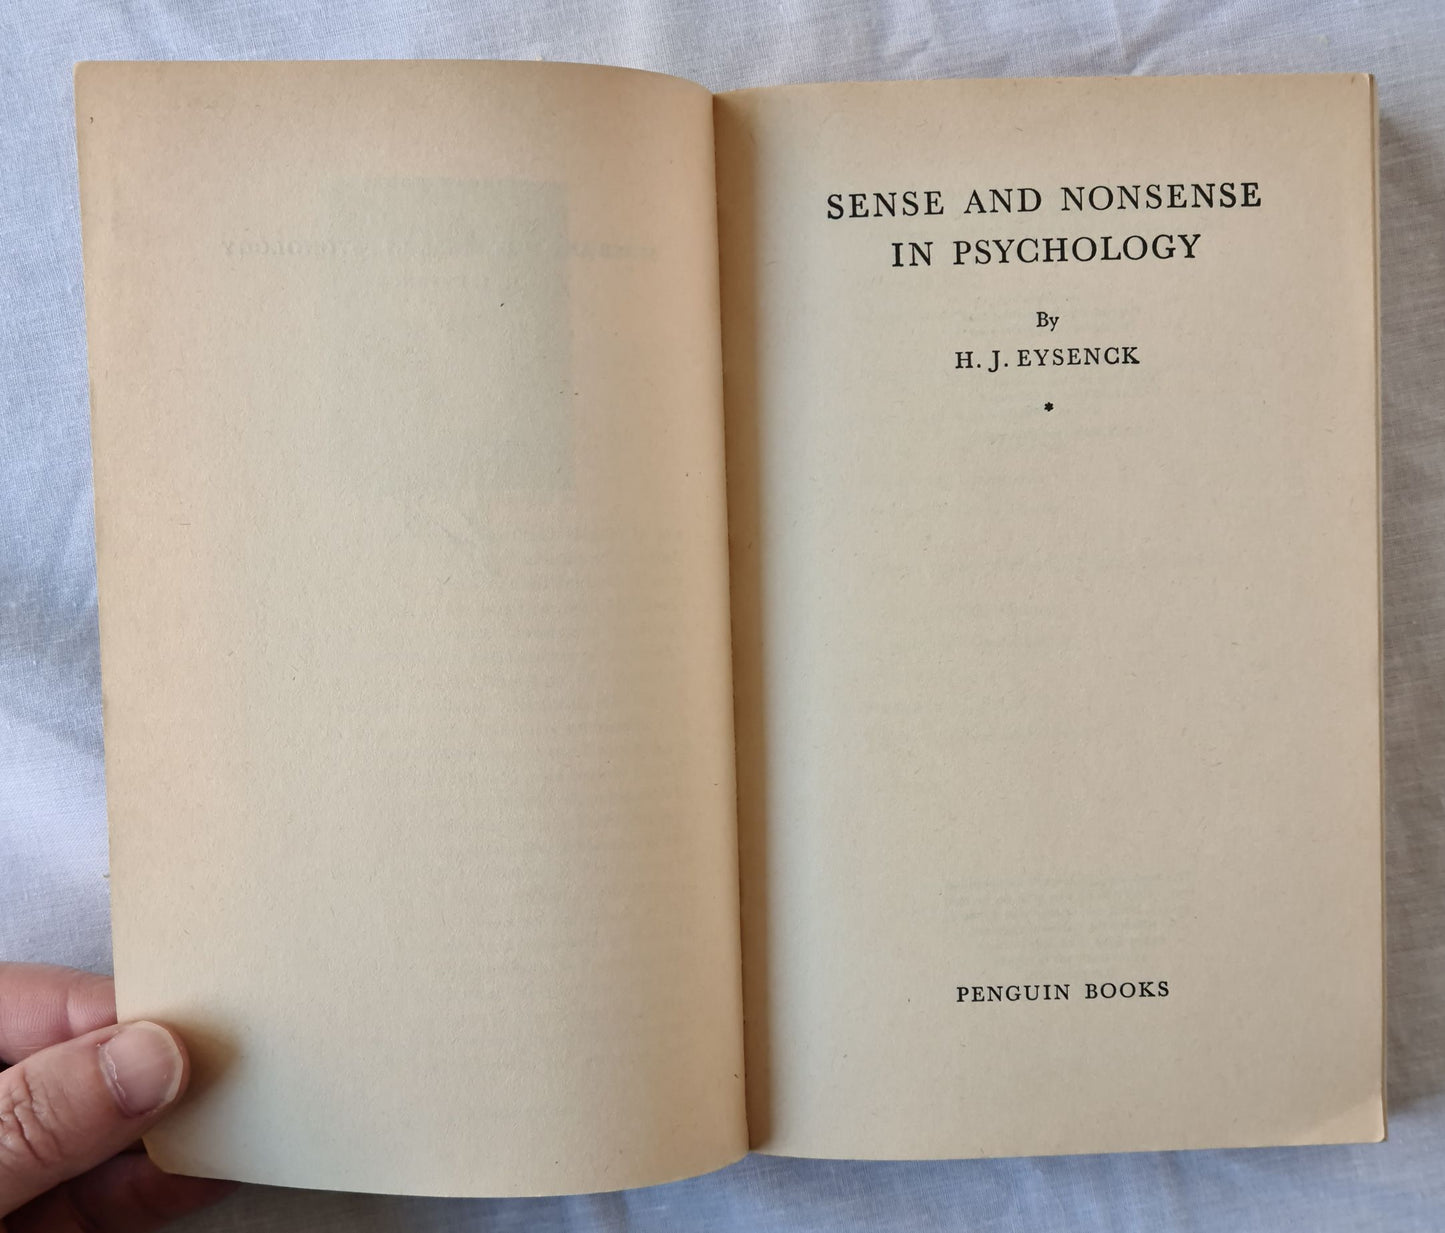 SENSE AND NONSENSE
IN PSYCHOLOGY
By
H. J. EYSENCK
*
PENGUIN BOOKS